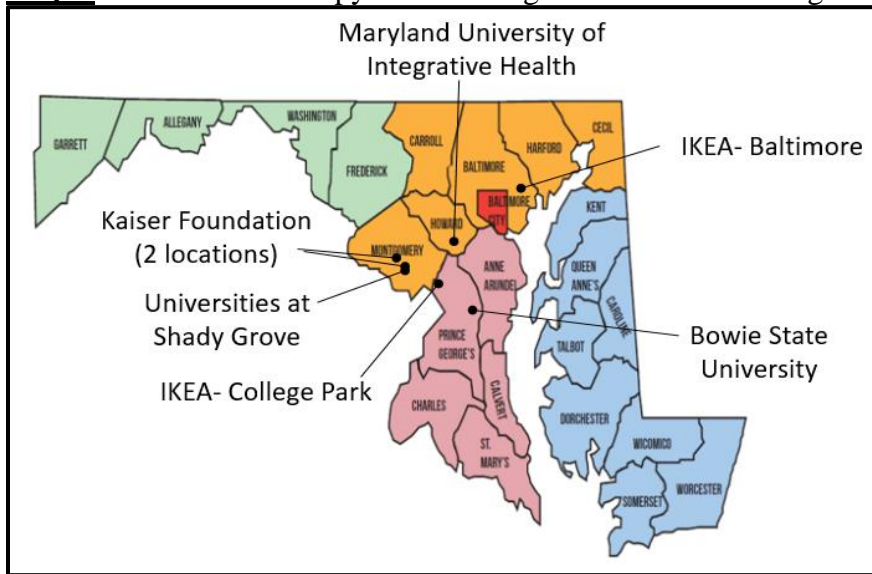 Maryland University of
Integrative Health
WASHINGTON
ALLEGANY
GARRETT
CARROLL
CECIL
HARFORD
BALTIMORE
IKEA- Baltimore
FREDERICK
BALTIMORE
CITY
KENT
HOWARD
Kaiser Foundation
(2 locations)
MONTGOMERY
ANNE
ARUNDEL
QUEEN
ANNE'S
CAROLINE
Universities at
Shady Grove
TALBOT
PRINCE
GEORGE'S
Bowie State
University
IKEA- College Park
CALVERT
CHARLES
DORCHESTER
ST.
MARY'S
WICOMICO
SOMERSET
WORCESTER